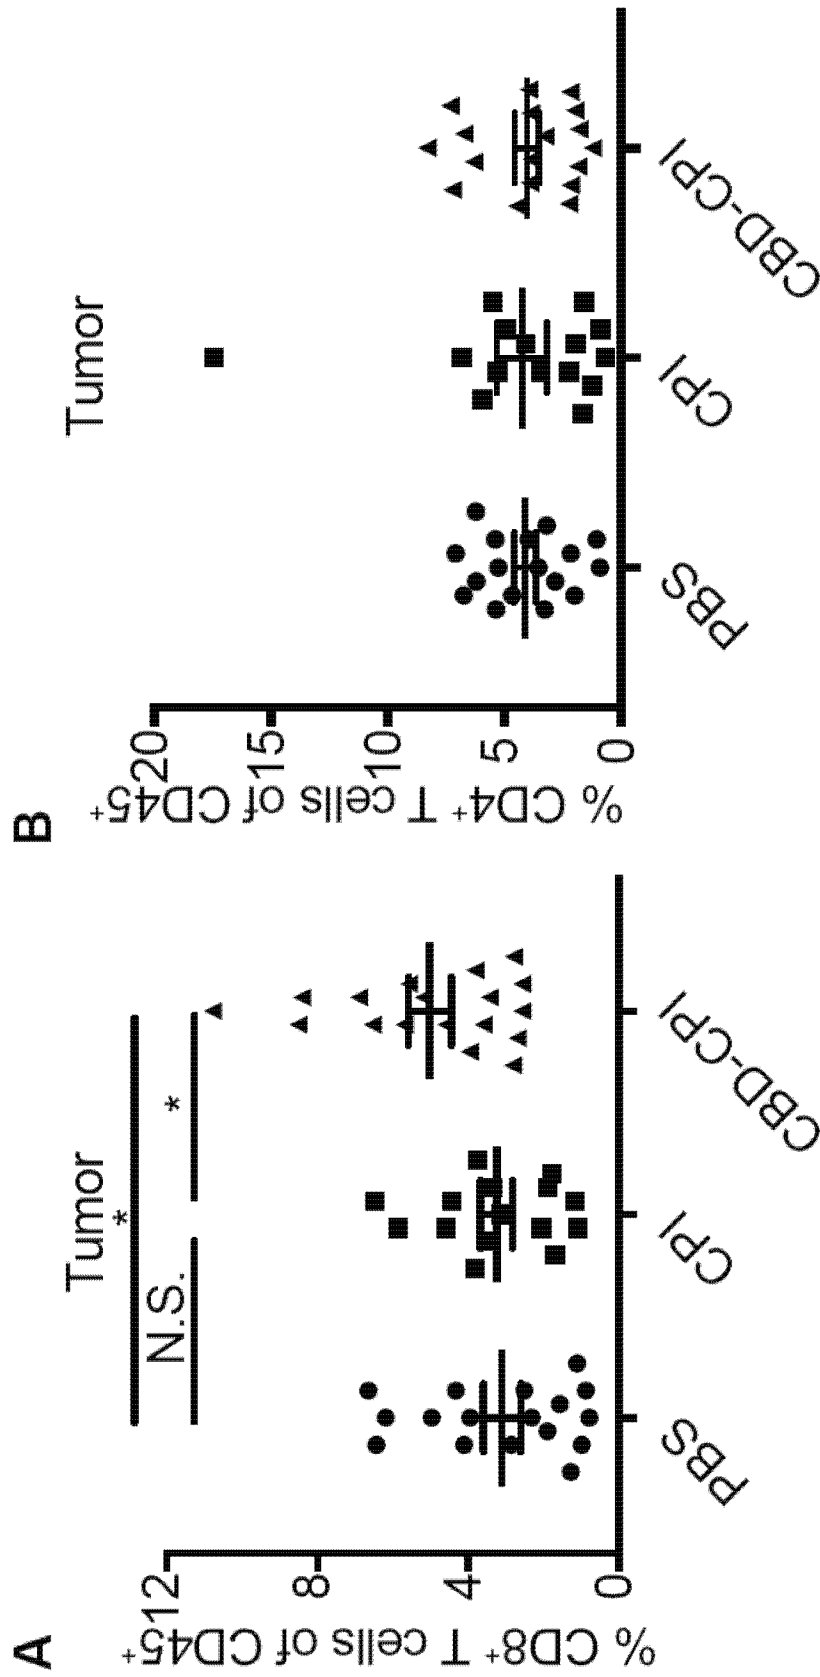 A
Tumor
*
N.S.
*
% CD8⁺ T cells of CD45⁺
12
8
4
0
PBS
CPI
CBD-CPI
B
Tumor
% CD4⁺ T cells of CD45⁺
20
15
10
5
0
PBS
CPI
CBD-CPI